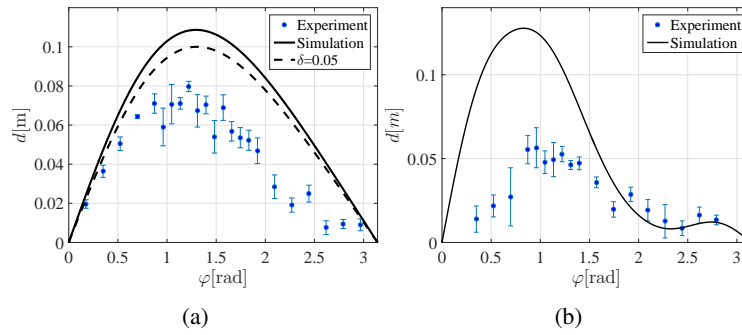 Experiment
Simulation
δ=0.05
0.1
0.08
0.06
0.04
0.02
0
d[m]
0 0.5 1 1.5 2 2.5 3
φ[rad]
(a)
Experiment
Simulation
0.1
0.05
0
d[m]
0 0.5 1 1.5 2 2.5 3
φ[rad]
(b)